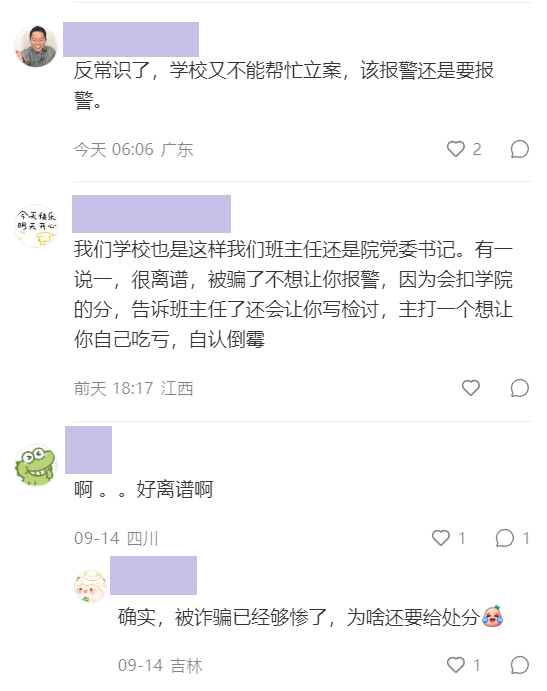 反常识了，学校又不能帮忙立案，该报警还是要报
警。
今天 06:06 广东
2
今天快乐
明天开心
我们学校也是这样我们班主任还是院党委书记。有一
说一，很离谱，被骗了不想让你报警，因为会扣学院
的分，告诉班主任了还会让你写检讨，主打一个想让
你自己吃亏，自认倒霉
前天 18:17 江西
啊 。。好离谱啊
09-14 四川
1 1
确实，被诈骗已经够惨了，为啥还要给处分
09-14 吉林
1